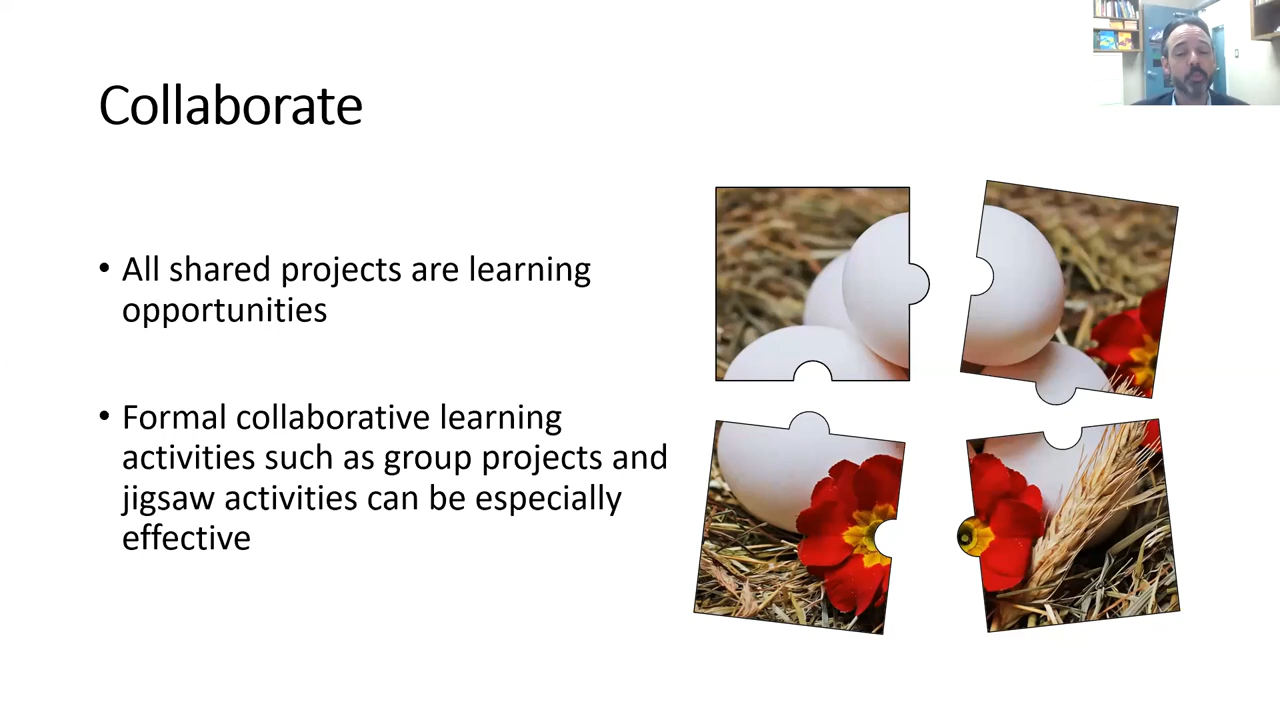 Collaborate
• All shared projects are learning
opportunities
• Formal collaborative learning
activities such as group projects and
jigsaw activities can be especially
effective